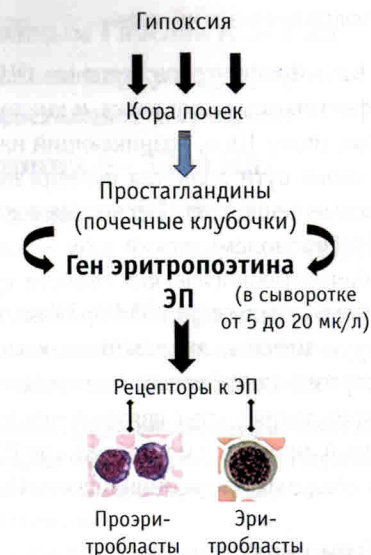 Гипоксия
Кора почек
Простагландины
(почечные клубочки)
Ген эритропоэтина
ЭП (в сыворотке
от 5 до 20 мк/л)
Рецепторы к ЭП
Проэри-
тробласты
Эри-
тробласты